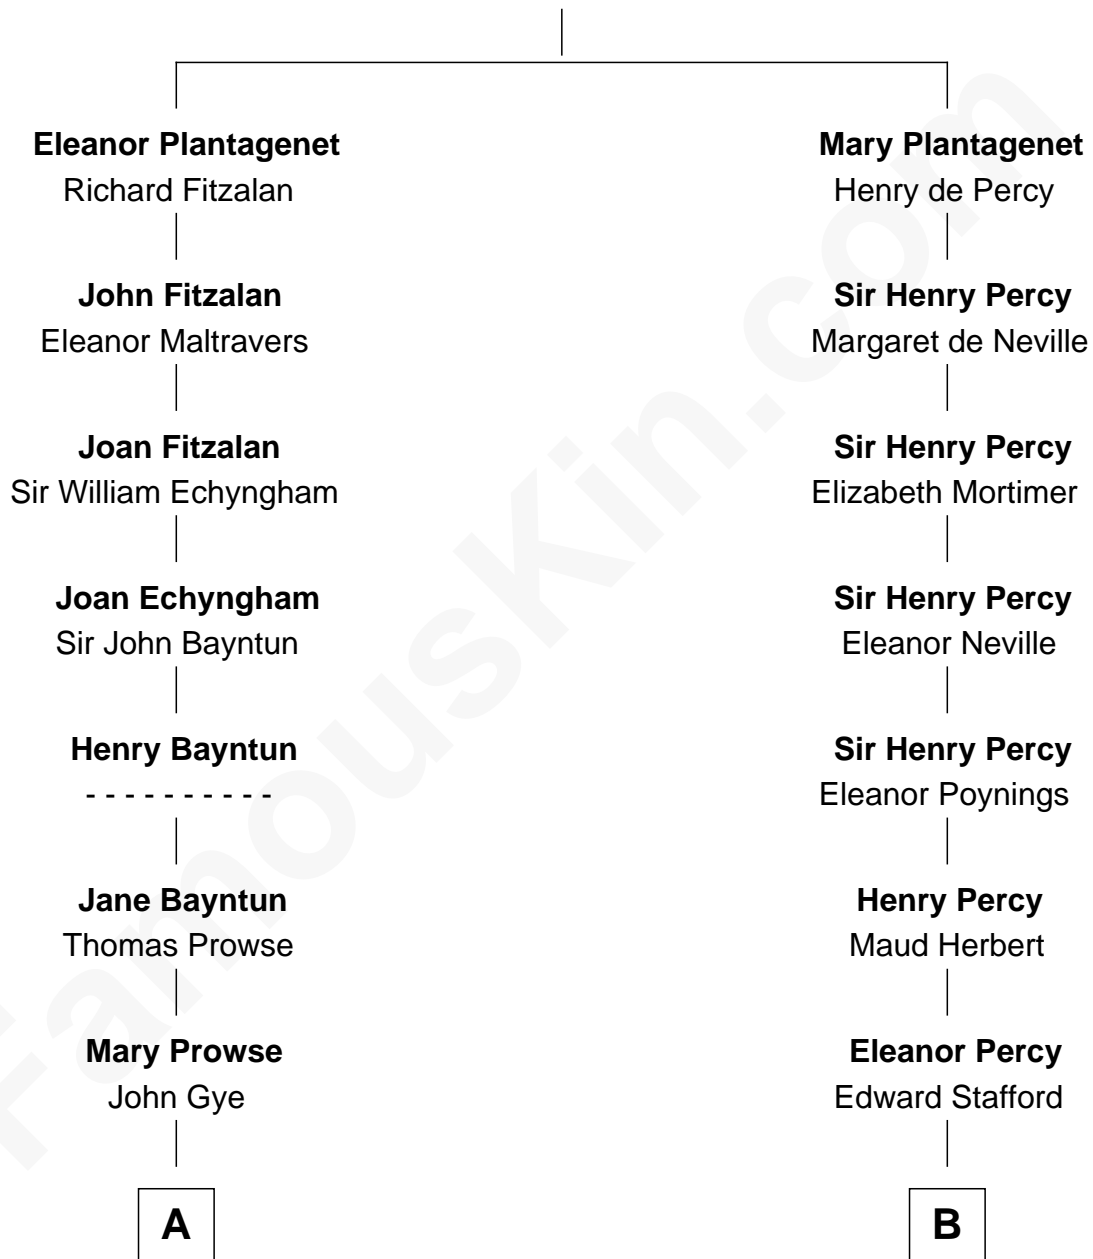 Eleanor Plantagenet
Richard Fitzalan
John Fitzalan
Eleanor Maltravers
Joan Fitzalan
Sir William Echyngham
Joan Echyngham
Sir John Bayntun
Henry Bayntun
- - - - - - - - - -
Jane Bayntun
Thomas Prowse
Mary Prowse
John Gye
A
Mary Plantagenet
Henry de Percy
Sir Henry Percy
Margaret de Neville
Sir Henry Percy
Elizabeth Mortimer
Sir Henry Percy
Eleanor Neville
Sir Henry Percy
Eleanor Poynings
Henry Percy
Maud Herbert
Eleanor Percy
Edward Stafford
B
FamousKin.com